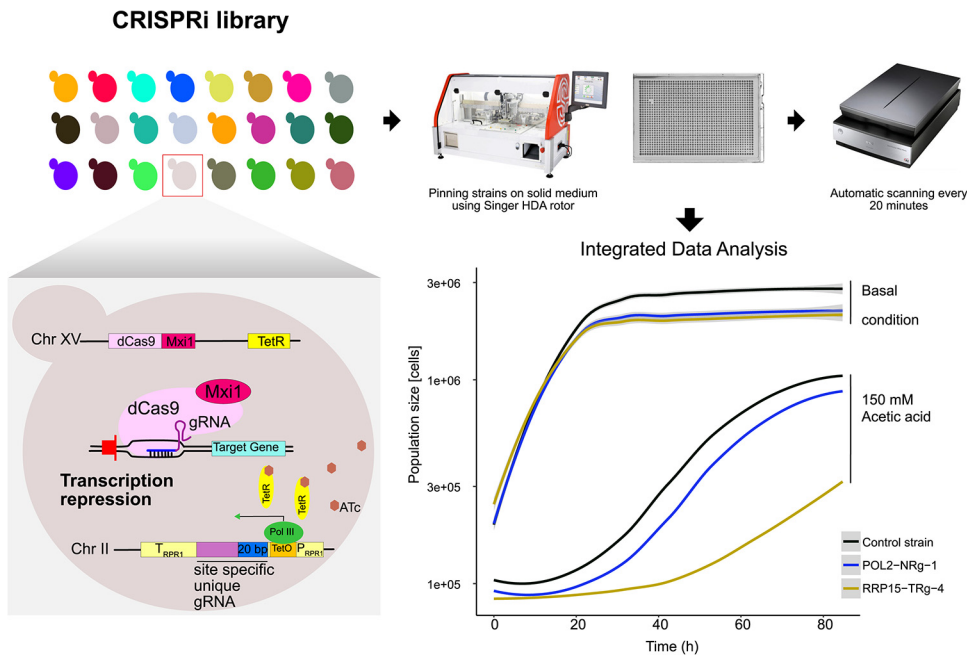 CRISPRi library
Pinning strains on solid medium
using Singer HDA rotor
Automatic scanning every
20 minutes
Chr XV
dCas9
Mxi1
TetR
Mxi1
dCas9
gRNA
Target Gene
Transcription
repression
TetR
TetR
ATc
Pol III
Chr II
TRPR1
20 bp
TetO
PRPR1
site specific
unique
gRNA
Integrated Data Analysis
Population size [cells]
3e+06
1e+06
3e+05
1e+05
0
20
40
60
80
Time (h)
Basal
condition
150 mM
Acetic acid
Control strain
POL2−NRg−1
RRP15−TRg−4